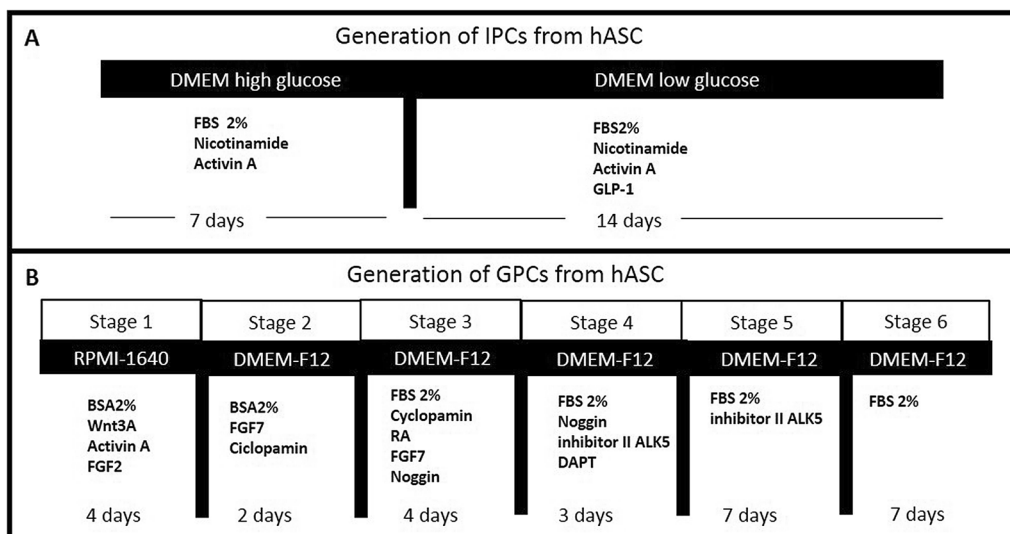 A
Generation of IPCs from hASC
DMEM high glucose
DMEM low glucose
FBS 2%
Nicotinamide
Activin A
FBS2%
Nicotinamide
Activin A
GLP-1
7 days
14 days
B
Generation of GPCs from hASC
Stage 1
Stage 2
Stage 3
Stage 4
Stage 5
Stage 6
RPMI-1640
DMEM-F12
DMEM-F12
DMEM-F12
DMEM-F12
DMEM-F12
BSA2%
Wnt3A
Activin A
FGF2
BSA2%
FGF7
Ciclopamin
FBS 2%
Cyclopamin
RA
FGF7
Noggin
FBS 2%
Noggin
inhibitor II ALK5
DAPT
FBS 2%
inhibitor II ALK5
FBS 2%
4 days
2 days
4 days
3 days
7 days
7 days